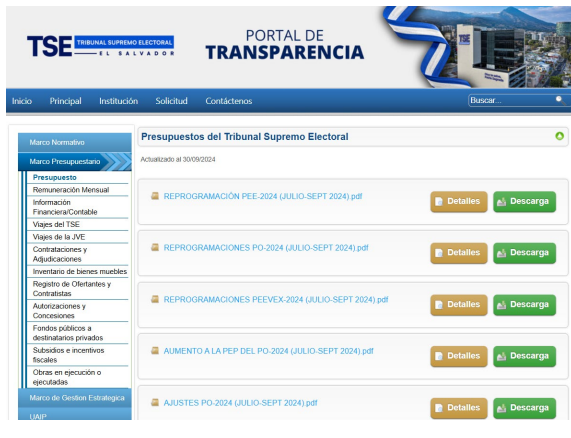 TSE TRIBUNAL SUPREMO ELECTORAL
EL SALVADOR
PORTAL DE
TRANSPARENCIA
TSE
Inicio Principal Institución Solicitud Contáctenos Buscar...
Marco Normativo
Marco Presupuestario
Presupuesto
Remuneración Mensual
Información
Financiera/Contable
Viajes del TSE
Viajes de la JVE
Contrataciones y
Adjudicaciones
Inventario de bienes muebles
Registro de Ofertantes y
Contratistas
Autorizaciones y
Concesiones
Fondos públicos a
destinatarios privados
Subsidios e incentivos
fiscales
Obras en ejecución o
ejecutadas
Marco de Gestion Estrategica
UAIP
Presupuestos del Tribunal Supremo Electoral
Actualizado al 30/09/2024
REPROGRAMACIÓN PEE-2024 (JULIO-SEPT 2024).pdf Detalles Descarga
REPROGRAMACIONES PO-2024 (JULIO-SEPT 2024).pdf Detalles Descarga
REPROGRAMACIONES PEEVEX-2024 (JULIO-SEPT 2024).pdf Detalles Descarga
AUMENTO A LA PEP DEL PO-2024 (JULIO-SEPT 2024).pdf Detalles Descarga
AJUSTES PO-2024 (JULIO-SEPT 2024).pdf Detalles Descarga